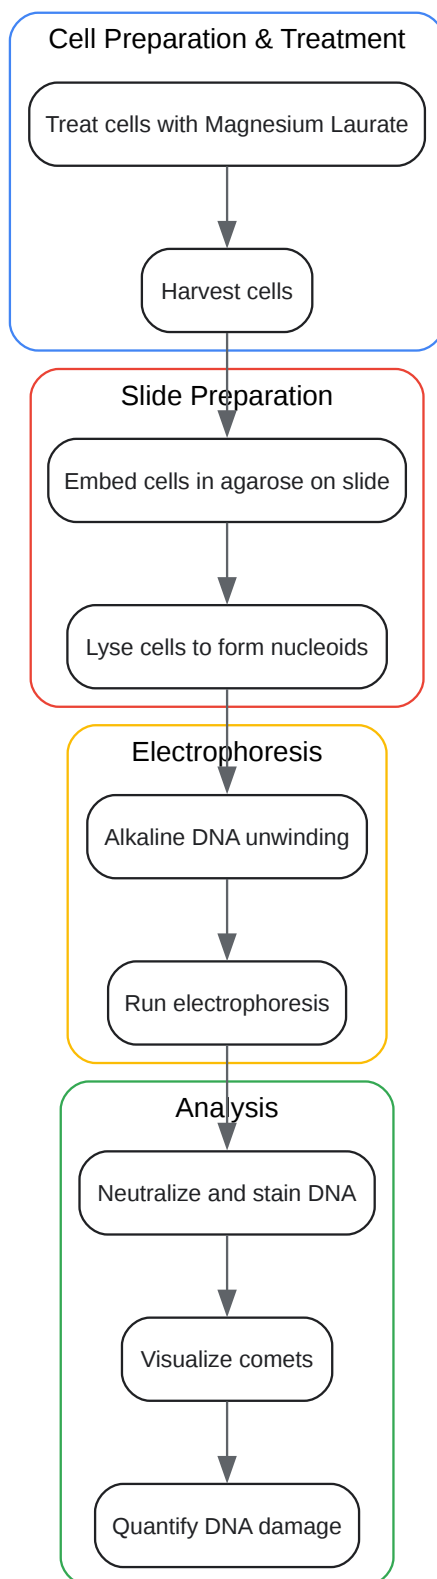 Cell Preparation & Treatment
Treat cells with Magnesium Laurate
Harvest cells
Slide Preparation
Embed cells in agarose on slide
Lyse cells to form nucleoids
Electrophoresis
Alkaline DNA unwinding
Run electrophoresis
Analysis
Neutralize and stain DNA
Visualize comets
Quantify DNA damage